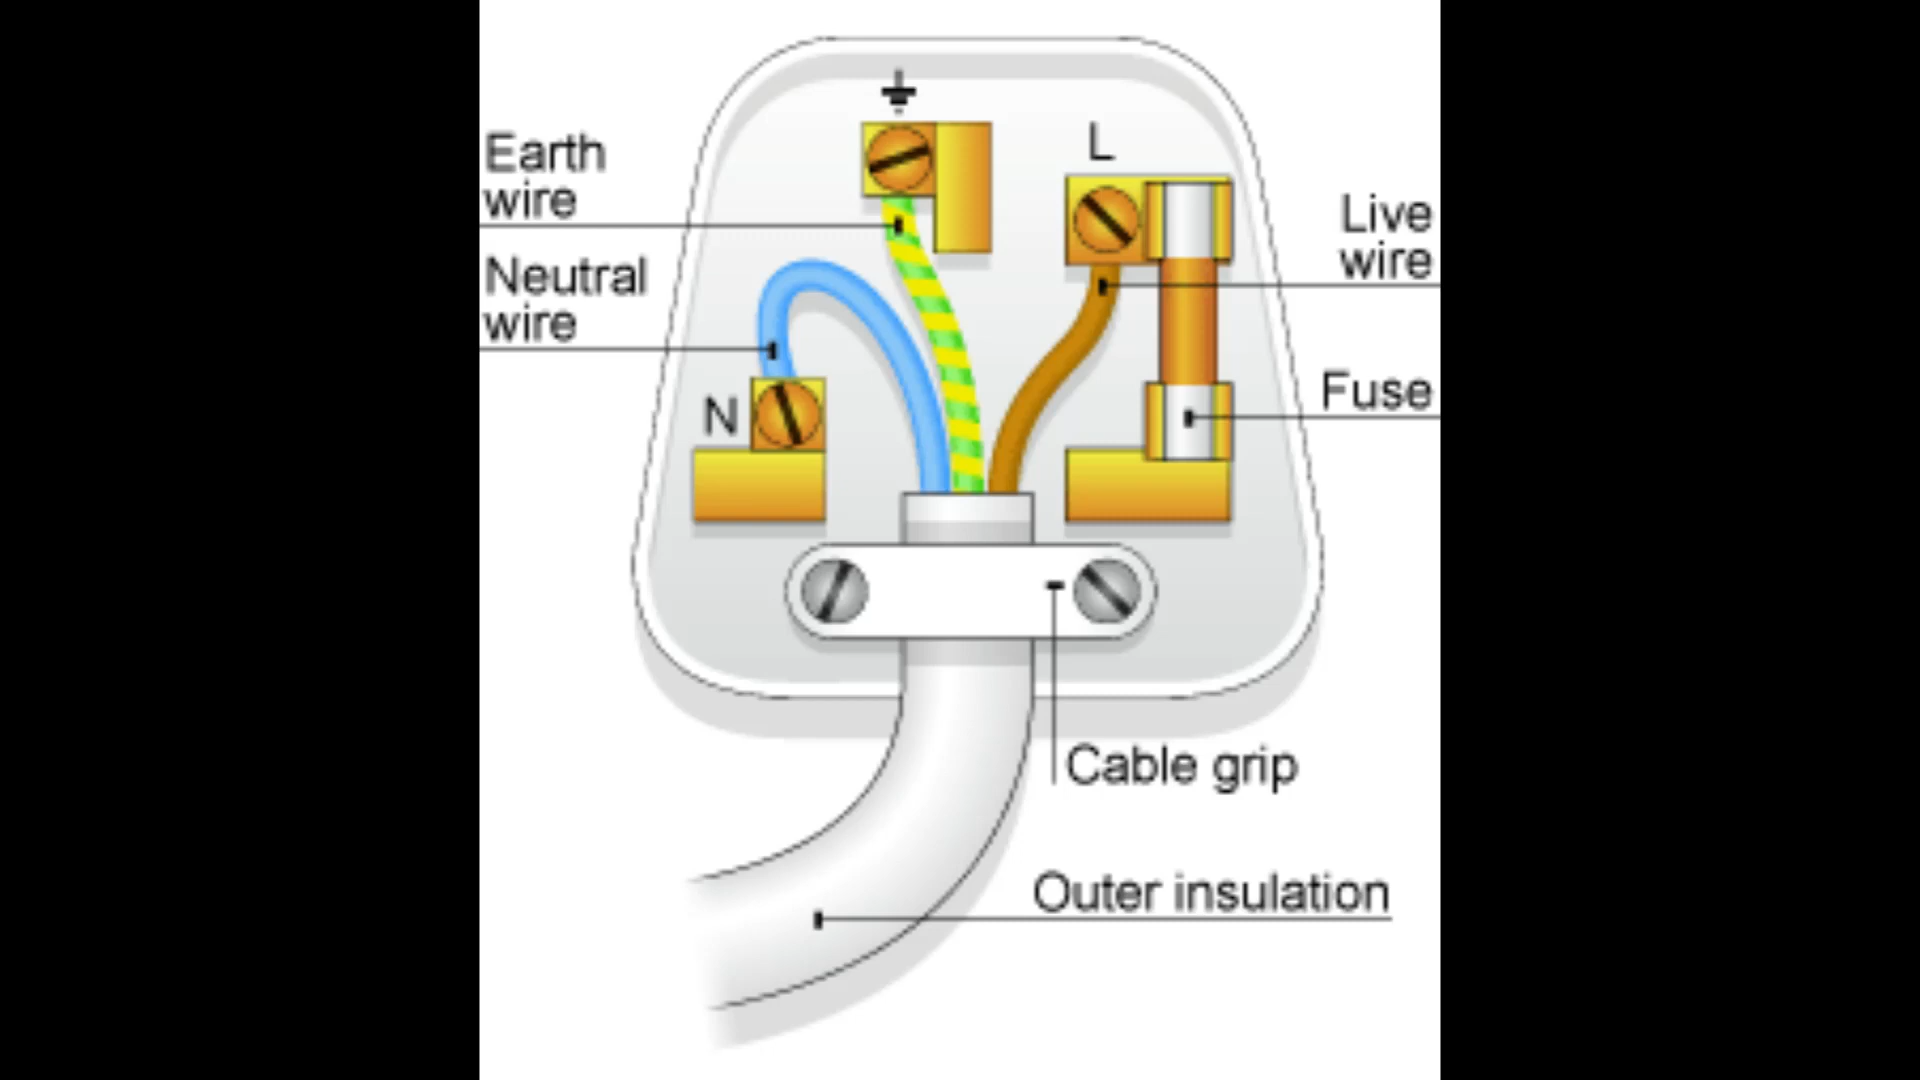 Earth
wire
L
Live
wire
Neutral
wire
Fuse
N
Cable grip
Outer insulation